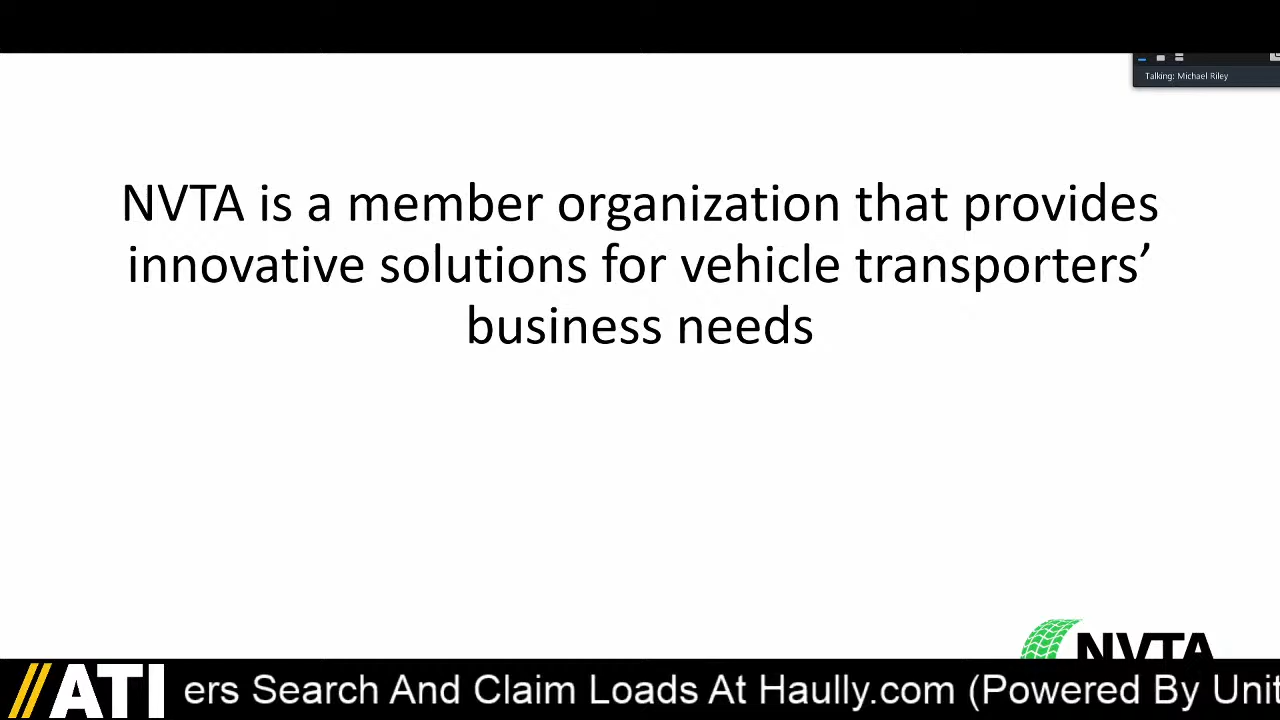 Talking: Michael Riley
NVTA is a member organization that provides
innovative solutions for vehicle transporters’
business needs
NVTA
ATI
ers Search And Claim Loads At Haully.com (Powered By Unit